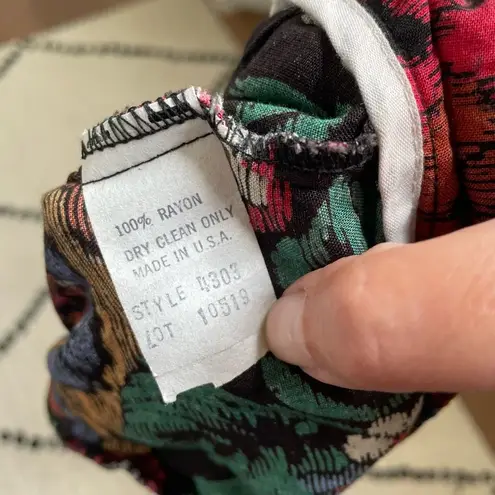 100% RAYON
DRY CLEAN ONLY
MADE IN U.S.A.
STYLE 4303
LOT 10519